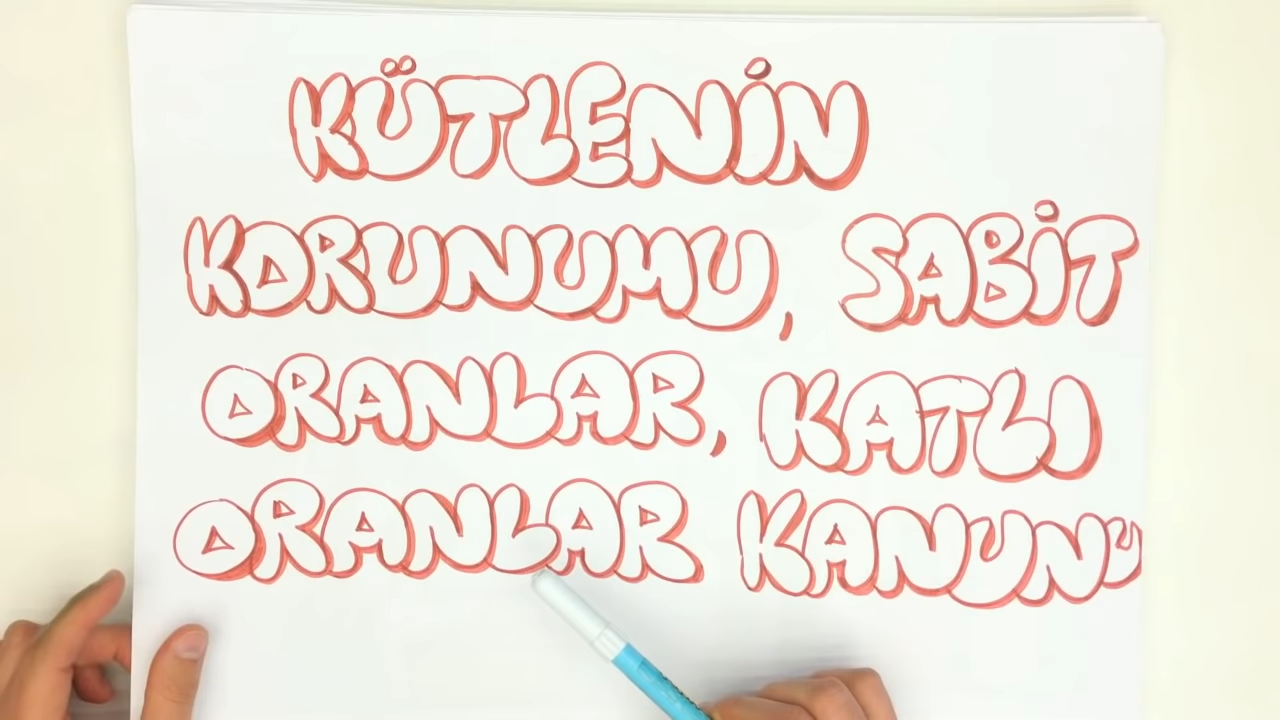 KÜTLENİN
KORUNUMU, SABİT
ORANLAR, KATLI
ORANLAR KANUNU